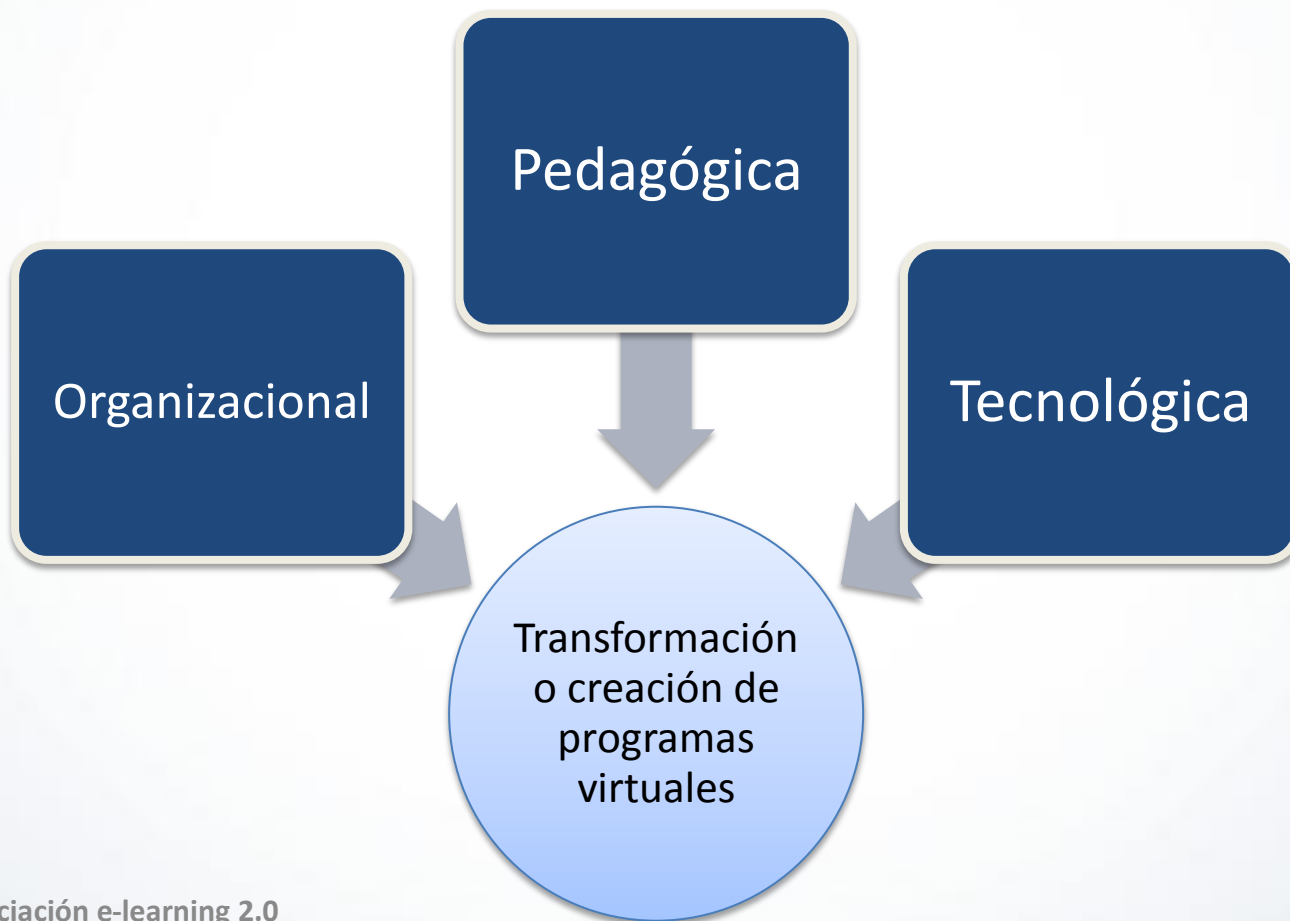 Pedagógica
Organizacional
Tecnológica
Transformación
o creación de
programas
virtuales
ciación e-learning 2.0